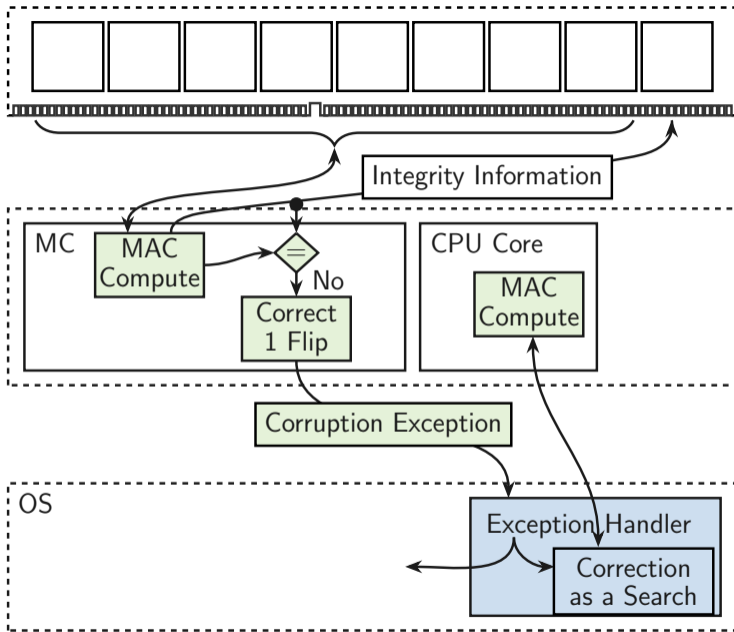 Integrity Information
MC
MAC
Compute
=
No
Correct
1 Flip
CPU Core
MAC
Compute
Corruption Exception
OS
Exception Handler
Correction
as a Search